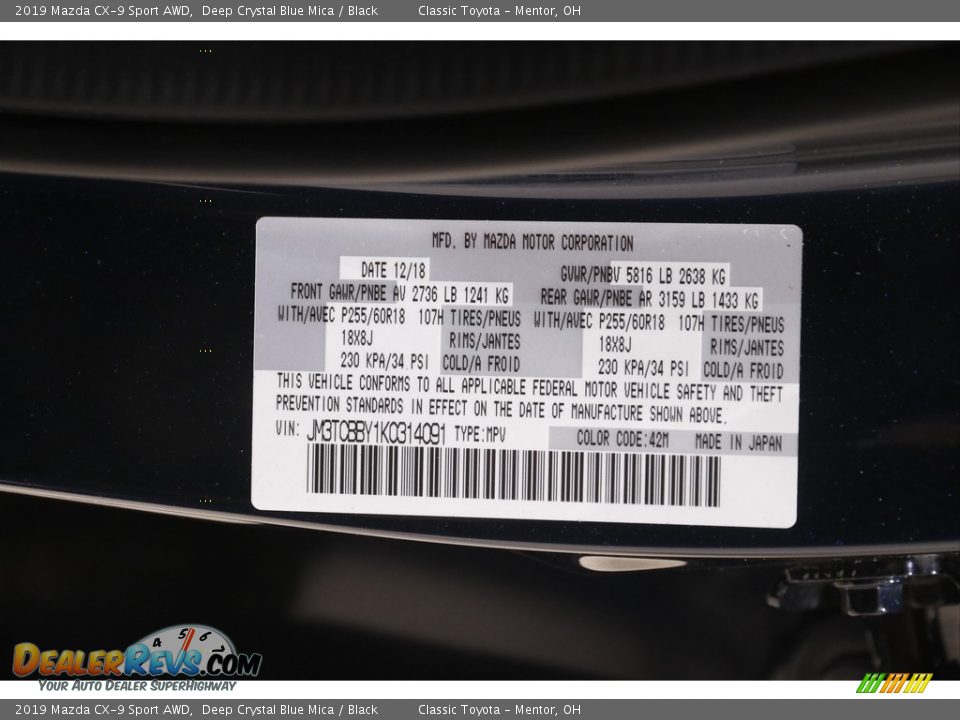 2019 Mazda CX-9 Sport AWD,  Deep Crystal Blue Mica / Black  Classic Toyota – Mentor, OH
MFD. BY MAZDA MOTOR CORPORATION
DATE 12/18  GVWR/PNBV 5816 LB 2638 KG
FRONT GAWR/PNBE AV 2736 LB 1241 KG  REAR GAWR/PNBE AR 3159 LB 1433 KG
WITH/AVEC P255/60R18 107H TIRES/PNEUS  WITH/AVEC P255/60R18 107H TIRES/PNEUS
18X8J RIMS/JANTES  18X8J RIMS/JANTES
230 KPA/34 PSI COLD/A FROID  230 KPA/34 PSI COLD/A FROID
THIS VEHICLE CONFORMS TO ALL APPLICABLE FEDERAL MOTOR VEHICLE SAFETY AND THEFT
PREVENTION STANDARDS IN EFFECT ON THE DATE OF MANUFACTURE SHOWN ABOVE.
VIN: JM3TCBBY1K0314091 TYPE:MPV  COLOR CODE:42M  MADE IN JAPAN
4 5 6
DEALERREVS.COM
YOUR AUTO DEALER SUPERHIGHWAY
2019 Mazda CX-9 Sport AWD,  Deep Crystal Blue Mica / Black  Classic Toyota – Mentor, OH